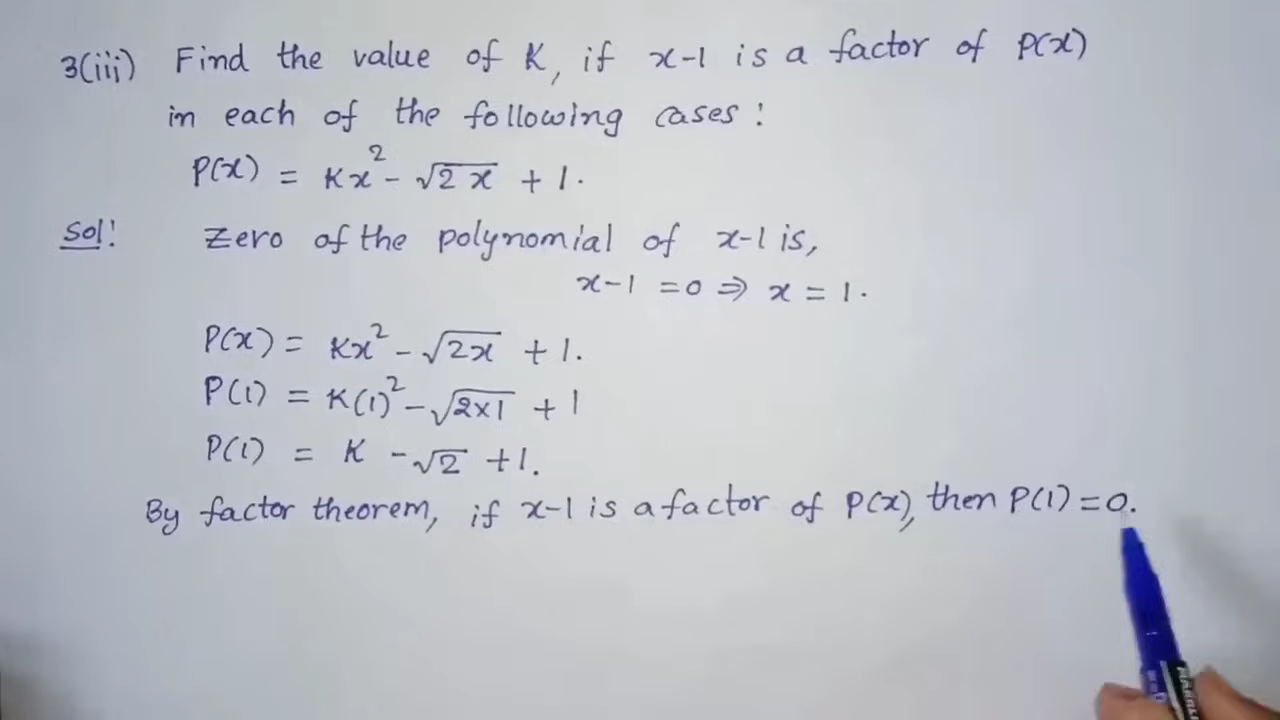 3(iii) Find the value of K, if x-1 is a factor of P(x)
in each of the following cases:
P(x) = Kx² - √2x + 1.
Sol! Zero of the polynomial of x-1 is,
x-1 = 0 ⇒ x = 1.
P(x) = Kx² - √2x + 1.
P(1) = K(1)² - √2×1 + 1
P(1) = K - √2 + 1.
By factor theorem, if x-1 is a factor of P(x), then P(1) = 0.